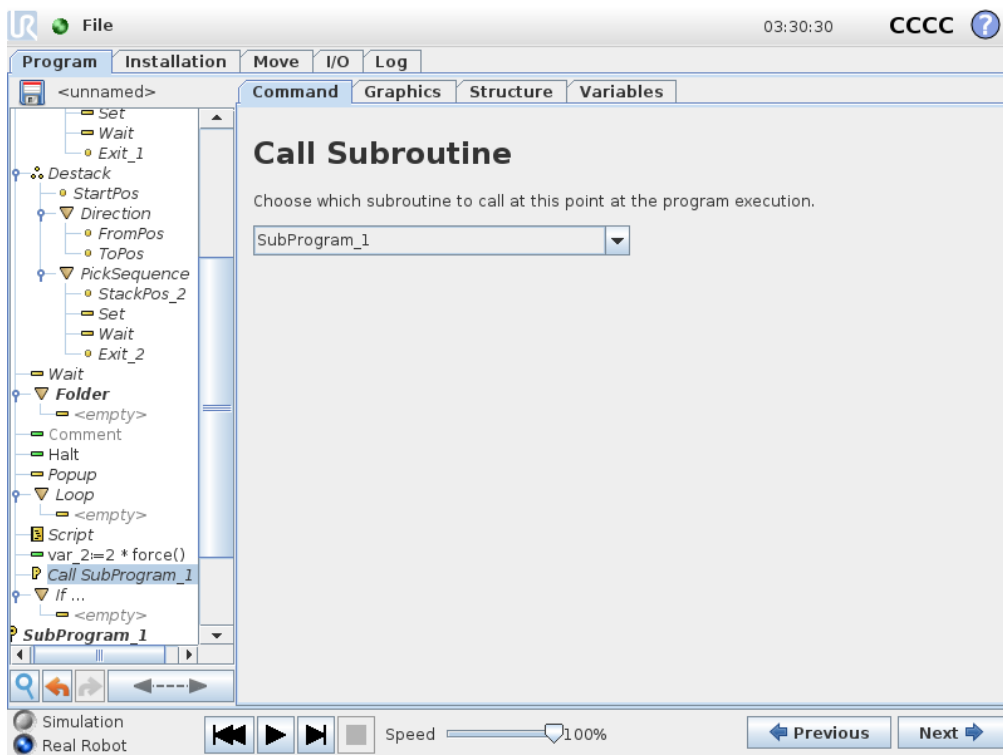 UR File 03:30:30 CCCC ?
Program Installation Move I/O Log
<unnamed> Command Graphics Structure Variables
Set
Wait
Exit_1
Destack
StartPos
Direction
FromPos
ToPos
PickSequence
StackPos_2
Set
Wait
Exit_2
Wait
Folder
<empty>
Comment
Halt
Popup
Loop
<empty>
Script
var_2:=2 * force()
Call SubProgram_1
If ...
<empty>
SubProgram_1
Call Subroutine
Choose which subroutine to call at this point at the program execution.
SubProgram_1
Simulation
Real Robot
Speed 100%
Previous Next